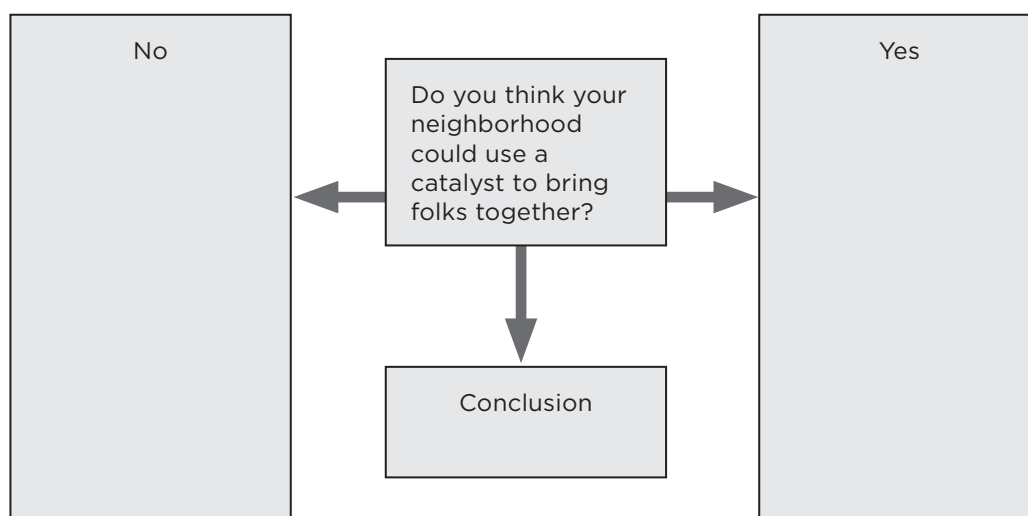 No
Do you think your
neighborhood
could use a
catalyst to bring
folks together?
Yes
Conclusion